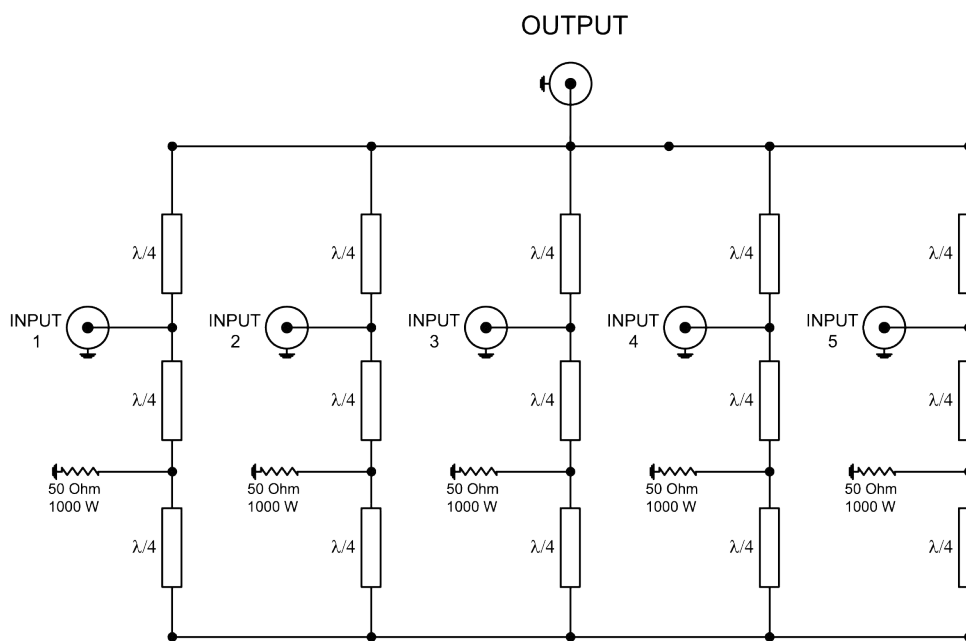 OUTPUT
λ/4 λ/4 λ/4 λ/4 λ/4
INPUT INPUT INPUT INPUT INPUT
1 2 3 4 5
λ/4 λ/4 λ/4 λ/4 λ/4
50 Ohm 50 Ohm 50 Ohm 50 Ohm 50 Ohm
1000 W 1000 W 1000 W 1000 W 1000 W
λ/4 λ/4 λ/4 λ/4 λ/4